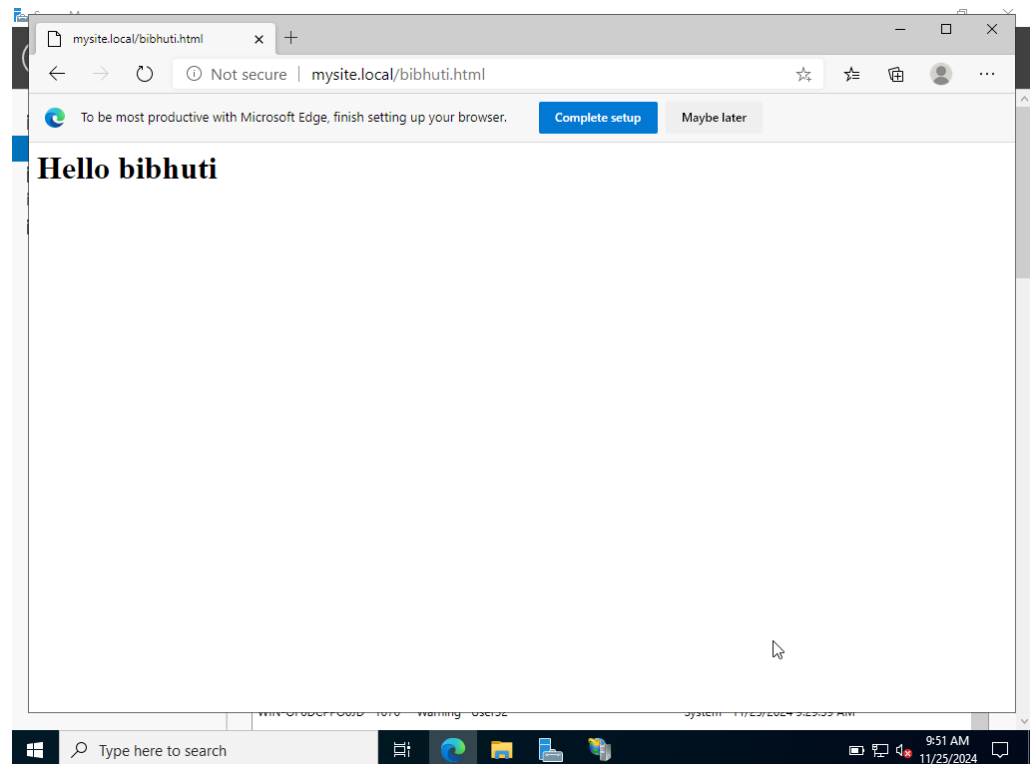 mysite.local/bibhuti.html
Not secure | mysite.local/bibhuti.html
To be most productive with Microsoft Edge, finish setting up your browser. Complete setup Maybe later
Hello bibhuti
Type here to search
9:51 AM
11/25/2024